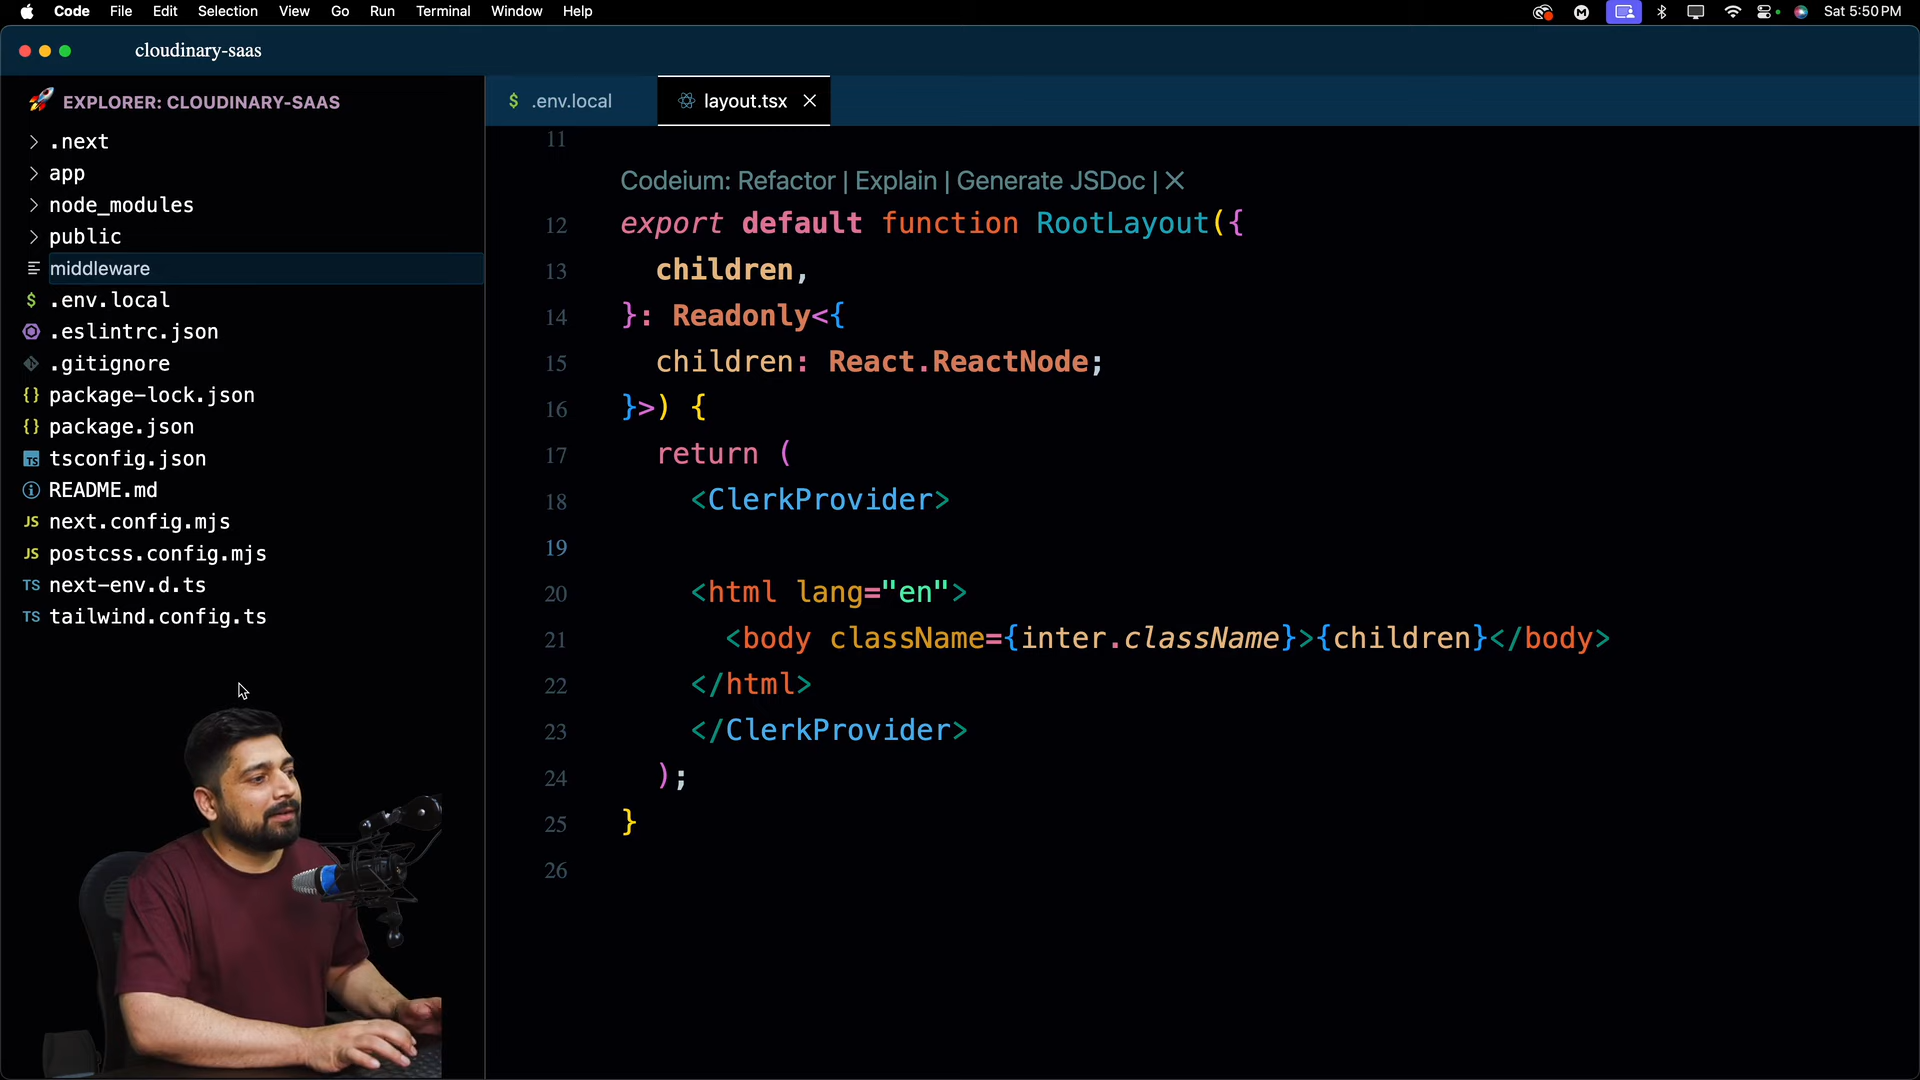 Code File Edit Selection View Go Run Terminal Window Help
Sat 5:50 PM
cloudinary-saas
EXPLORER: CLOUDINARY-SAAS
.next
app
node_modules
public
middleware
$ .env.local
.eslintrc.json
.gitignore
{} package-lock.json
{} package.json
TS tsconfig.json
README.md
JS next.config.mjs
JS postcss.config.mjs
TS next-env.d.ts
TS tailwind.config.ts
$ .env.local
layout.tsx
11
Codeium: Refactor | Explain | Generate JSDoc |
12 export default function RootLayout({
13 children,
14 }: Readonly<{
15 children: React.ReactNode;
16 }>) {
17 return (
18 <ClerkProvider>
19
20 <html lang="en">
21 <body className={inter.className}>{children}</body>
22 </html>
23 </ClerkProvider>
24 );
25 }
26